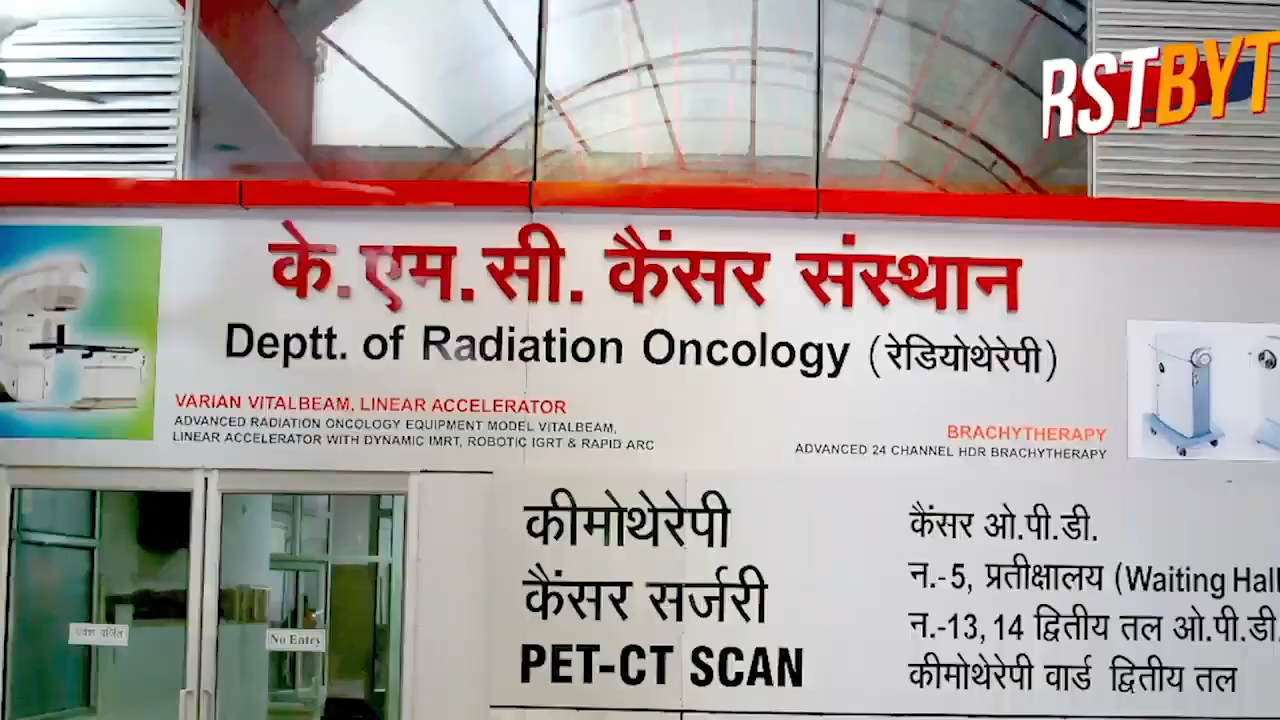 RSTBYT
के.एम.सी. कैंसर संस्थान
Deptt. of Radiation Oncology (रेडियोथेरेपी)
VARIAN VITALBEAM, LINEAR ACCELERATOR
ADVANCED RADIATION ONCOLOGY EQUIPMENT MODEL VITALBEAM,
LINEAR ACCELERATOR WITH DYNAMIC IMRT, ROBOTIC IGRT & RAPID ARC
BRACHYTHERAPY
ADVANCED 24 CHANNEL HDR BRACHYTHERAPY
कीमोथेरेपी
कैंसर सर्जरी
PET-CT SCAN
कैंसर ओ.पी.डी.
न.-5, प्रतीक्षालय (Waiting Hall
न.-13, 14 द्वितीय तल ओ.पी.डी.
कीमोथेरेपी वार्ड द्वितीय तल
No Entry